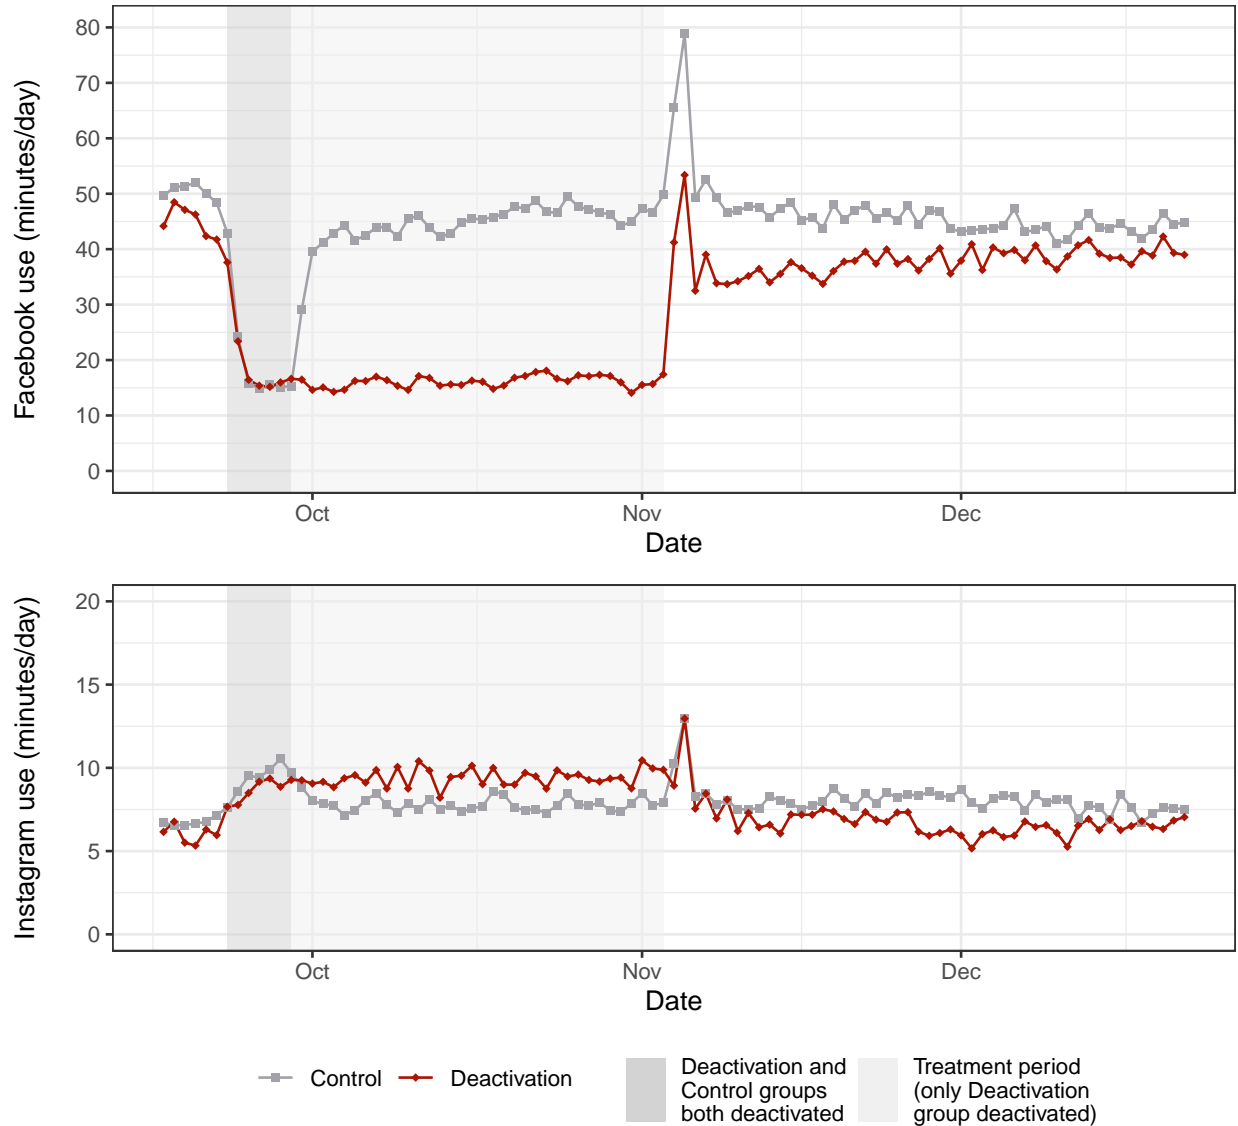 Facebook use (minutes/day)
80
70
60
50
40
30
20
10
0
Oct
Nov
Dec
Date
Instagram use (minutes/day)
20
15
10
5
0
Oct
Nov
Dec
Date
Control
Deactivation
Deactivation and
Control groups
both deactivated
Treatment period
(only Deactivation
group deactivated)